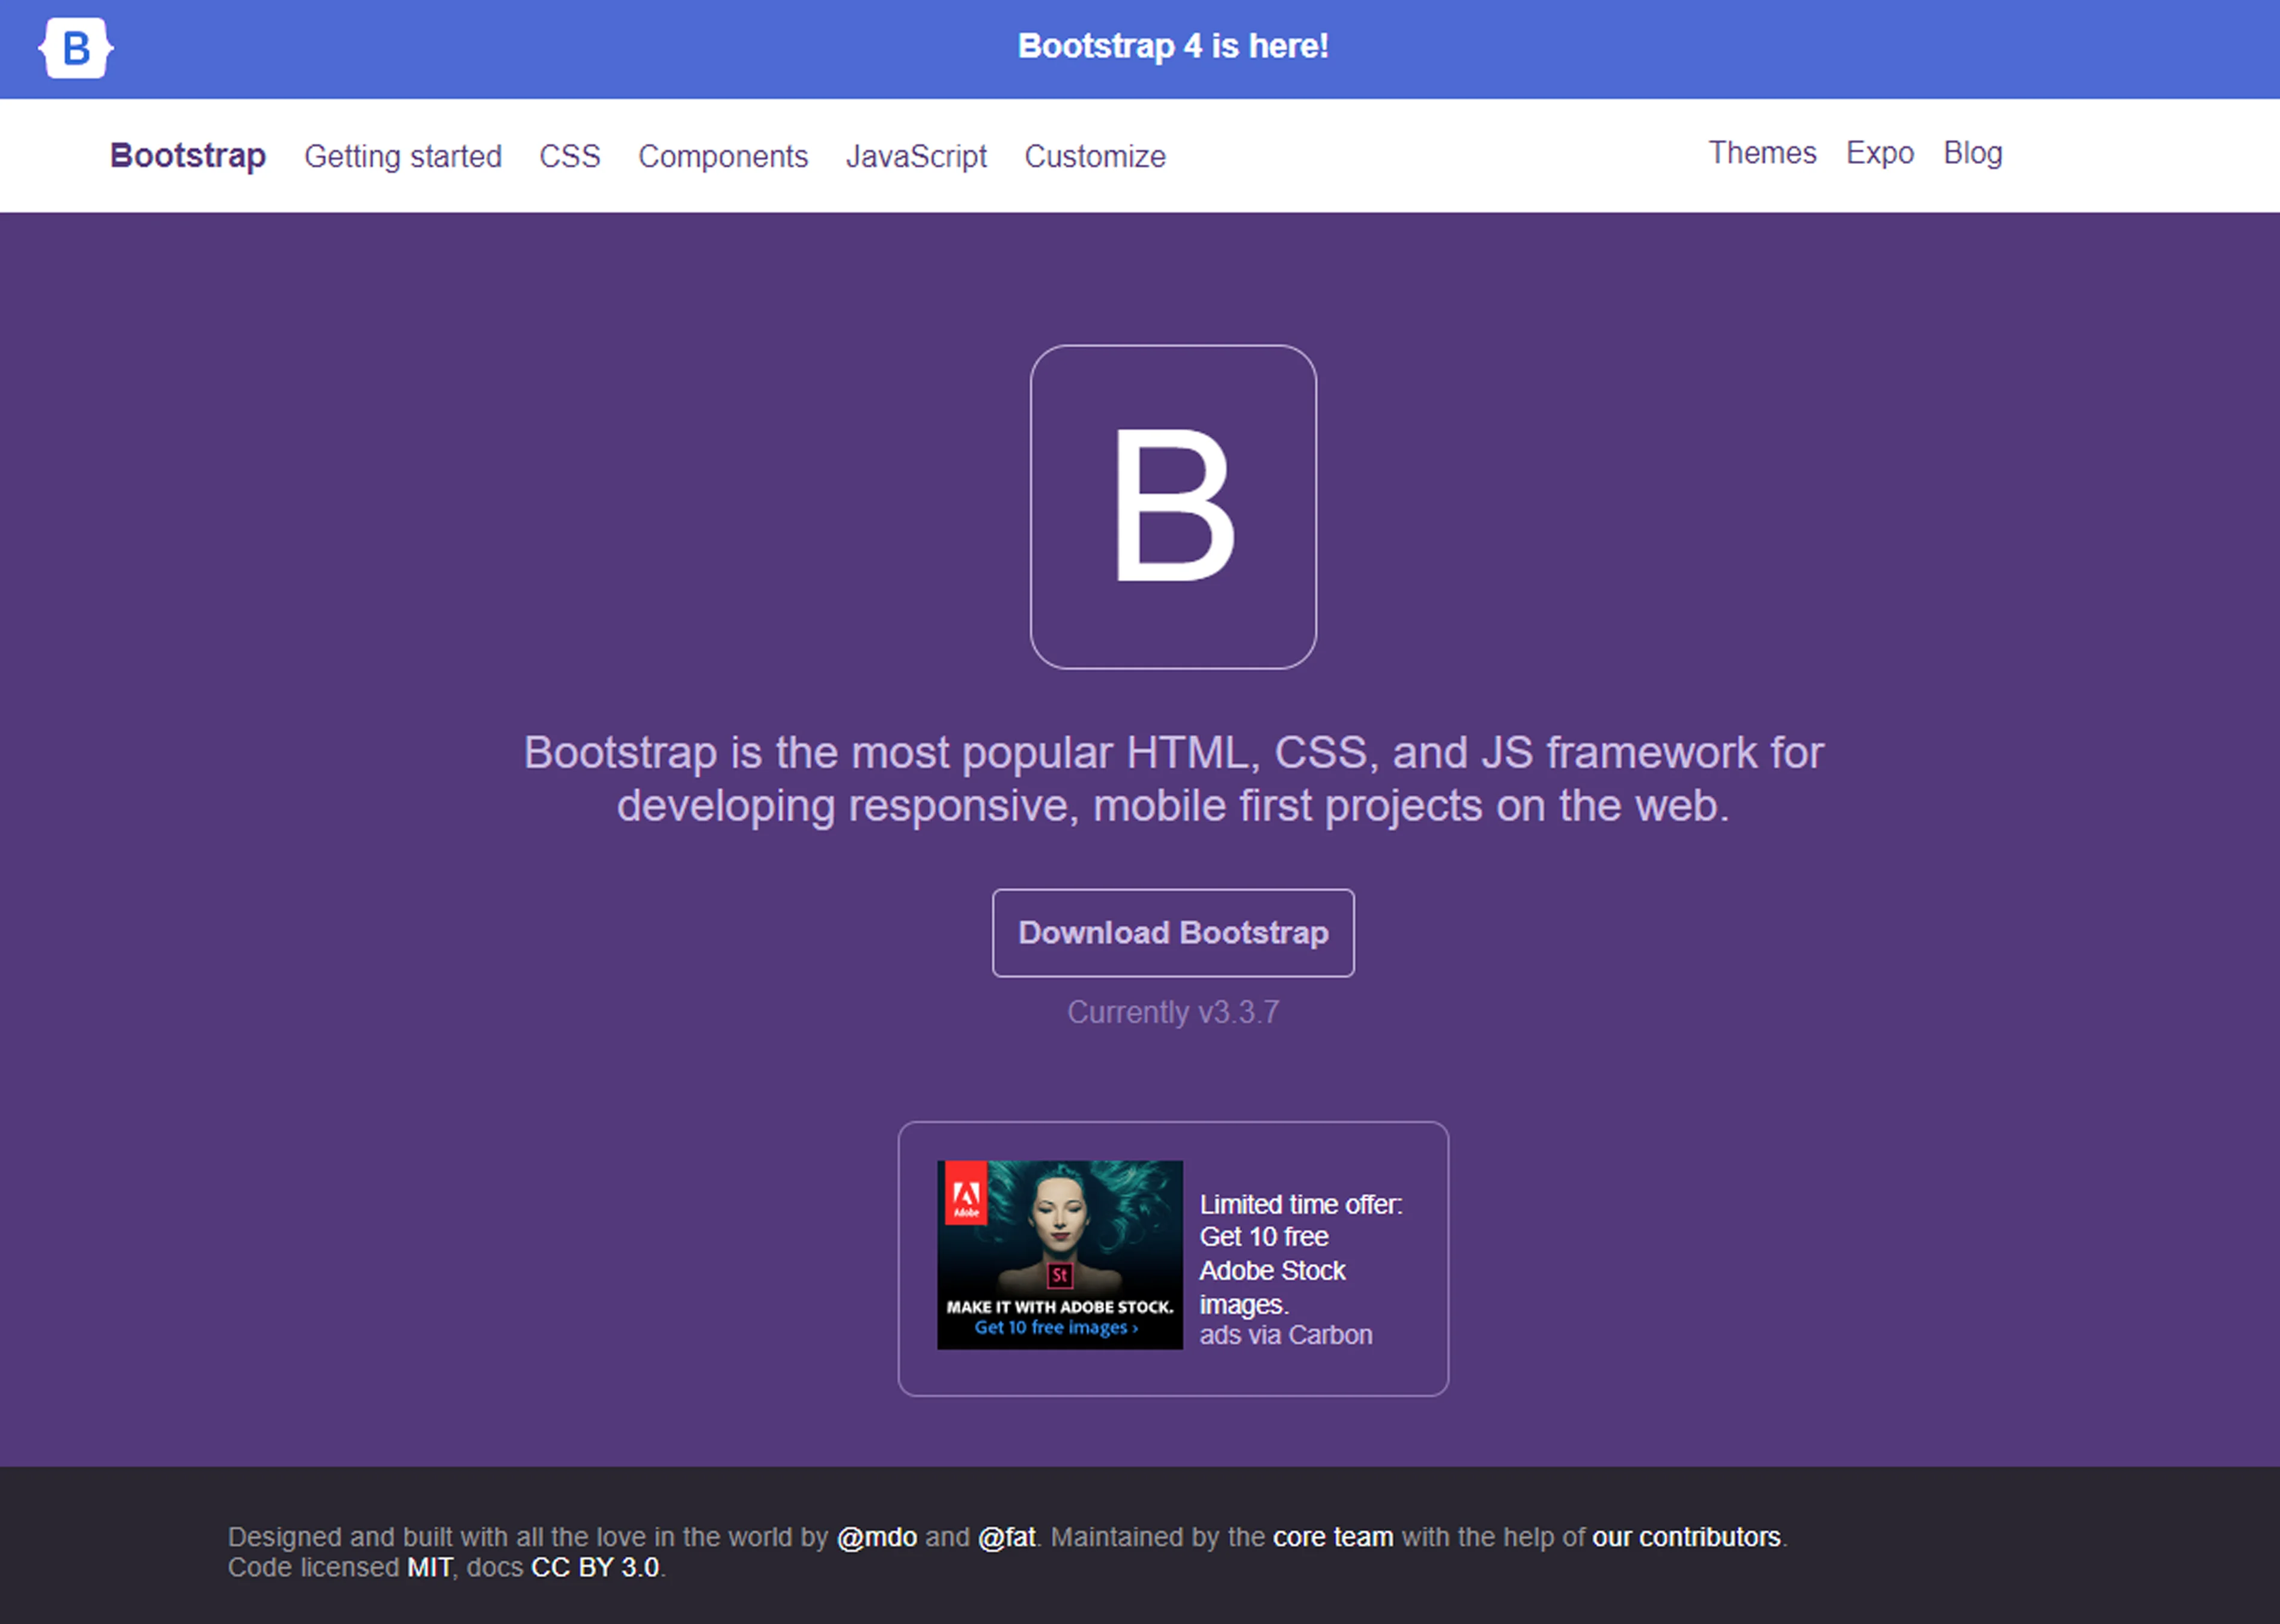 B
Bootstrap 4 is here!
Bootstrap Getting started CSS Components JavaScript Customize Themes Expo Blog
B
Bootstrap is the most popular HTML, CSS, and JS framework for
developing responsive, mobile first projects on the web.
Download Bootstrap
Currently v3.3.7
Adobe
St
MAKE IT WITH ADOBE STOCK.
Get 10 free images ›
Limited time offer:
Get 10 free
Adobe Stock
images.
ads via Carbon
Designed and built with all the love in the world by @mdo and @fat. Maintained by the core team with the help of our contributors.
Code licensed MIT, docs CC BY 3.0.